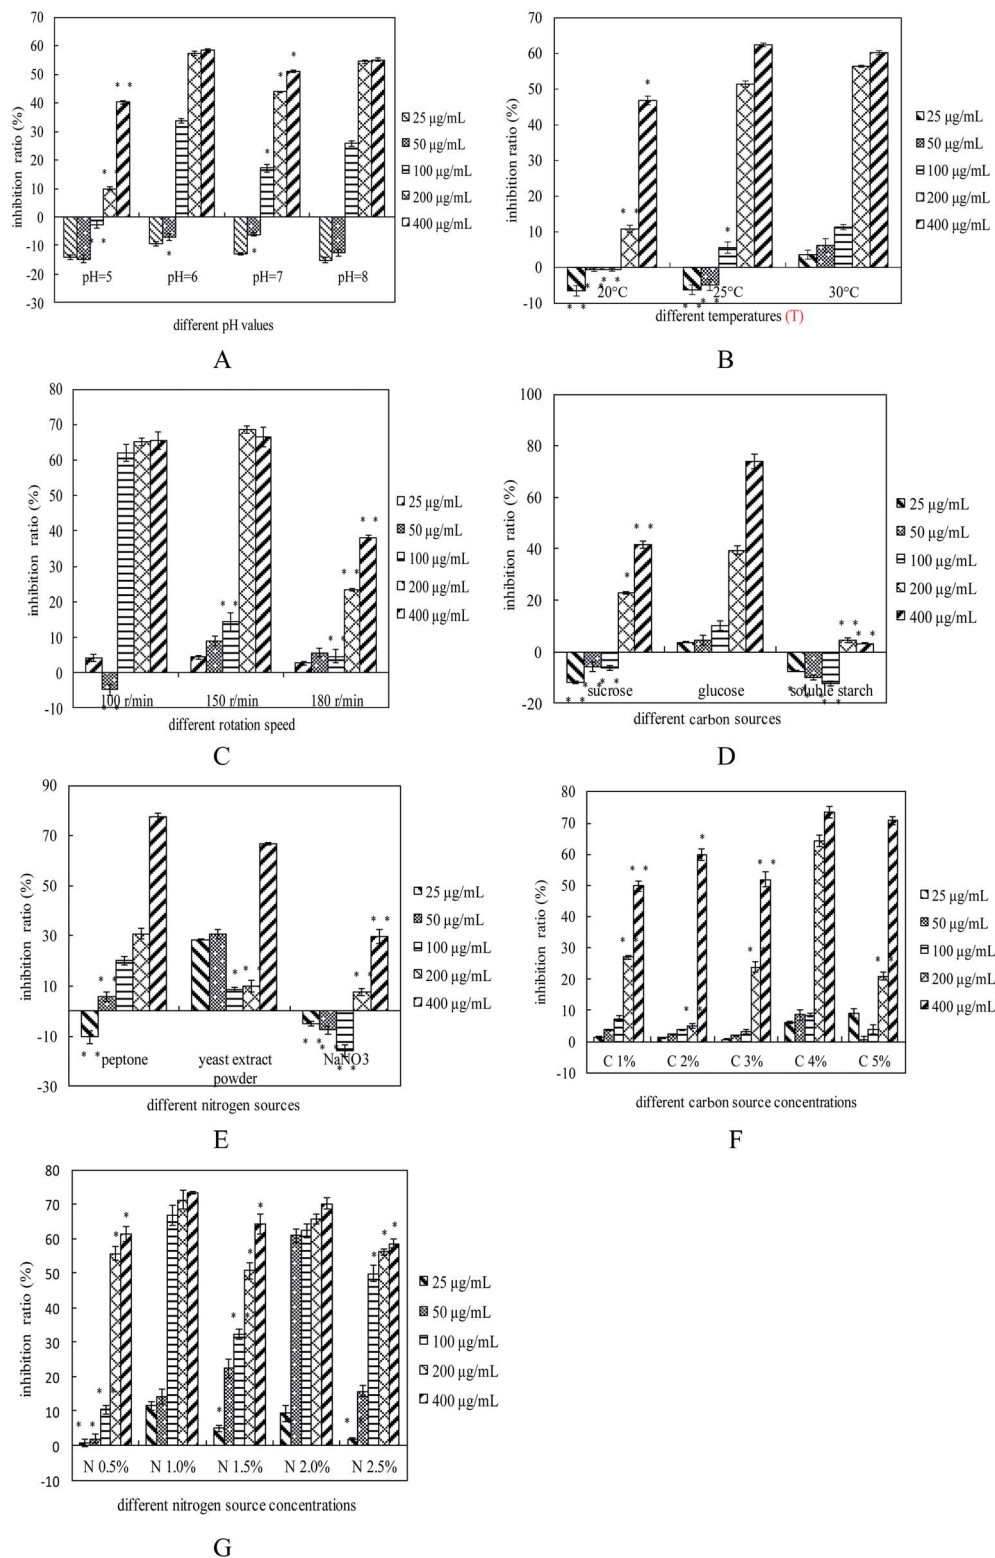 70
60
50
40
30
20
10
0
-10
-20
-30
inhibition ratio (%)
* *
* *
* *
*
*
*
*
*
pH=5 pH=6 pH=7 pH=8
different pH values
25 µg/mL
50 µg/mL
100 µg/mL
200 µg/mL
400 µg/mL
A
70
60
50
40
30
20
10
0
-10
inhibition ratio (%)
*
* *
*
* *
* *
* *
* *
* *
20°C 25°C 30°C
different temperatures (T)
25 µg/mL
50 µg/mL
100 µg/mL
200 µg/mL
400 µg/mL
B
80
70
60
50
40
30
20
10
0
-10
inhibition ratio (%)
* *
* *
* *
* *
* *
100 r/min 150 r/min 180 r/min
different rotation speed
25 µg/mL
50 µg/mL
100 µg/mL
200 µg/mL
400 µg/mL
C
100
80
60
40
20
0
-20
inhibition ratio (%)
* *
*
* *
* *
* *
* *
* *
sucrose glucose soluble starch
different carbon sources
25 µg/mL
50 µg/mL
100 µg/mL
200 µg/mL
400 µg/mL
D
90
70
50
30
10
-10
-30
inhibition ratio (%)
* *
* *
* *
* *
* *
* *
* *
* *
* *
peptone yeast extract NaNO3
powder
different nitrogen sources
25 µg/mL
50 µg/mL
100 µg/mL
200 µg/mL
400 µg/mL
E
80
70
60
50
40
30
20
10
0
-10
inhibition ratio (%)
* *
* *
*
* *
* *
* *
* *
C 1% C 2% C 3% C 4% C 5%
different carbon source concentrations
25 µg/mL
50 µg/mL
100 µg/mL
200 µg/mL
400 µg/mL
F
80
70
60
50
40
30
20
10
0
-10
inhibition ratio (%)
* *
* *
* *
*
*
*
* *
* *
*
*
*
*
N 0.5% N 1.0% N 1.5% N 2.0% N 2.5%
different nitrogen source concentrations
25 µg/mL
50 µg/mL
100 µg/mL
200 µg/mL
400 µg/mL
G